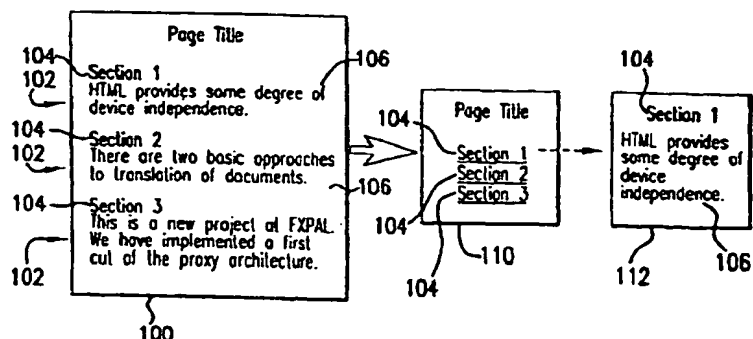 Page Title
104
Section 1
106
102
HTML provides some degree of
device independence.
104
Section 2
102
There are two basic approaches
to translation of documents.
106
104
Section 3
This is a new project at FXPAL.
We have implemented a first
102
cut of the proxy architecture.
100
Page Title
104
Section 1
Section 2
104
Section 3
104
110
104
Section 1
HTML provides
some degree of
device
independence.
112
106